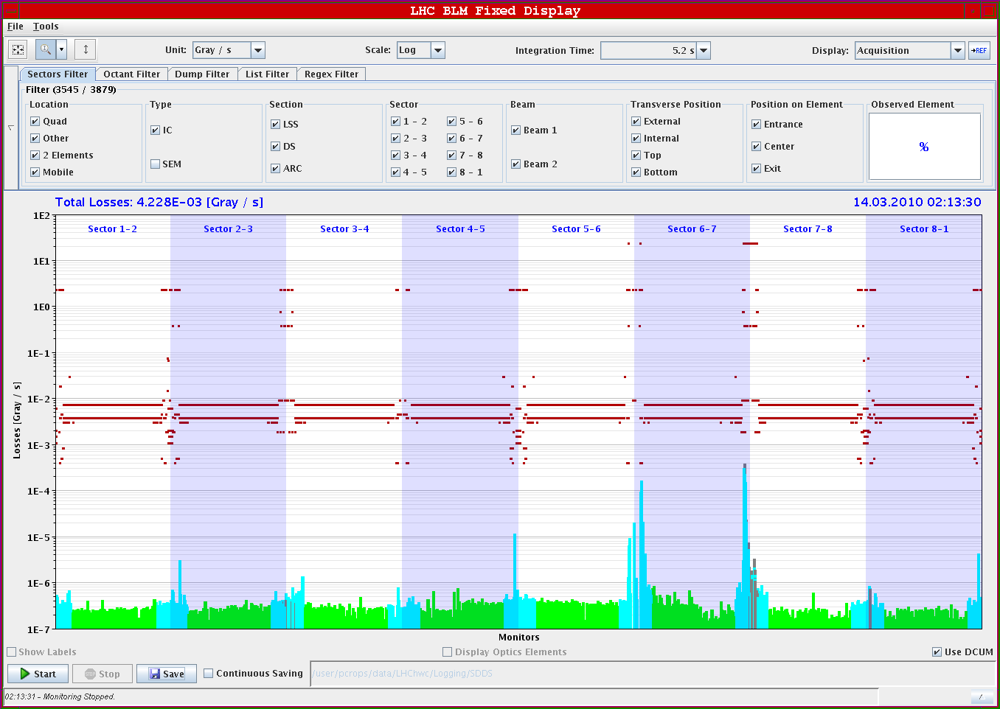 LHC BLM Fixed Display
File Tools
Unit: Gray / s Scale: Log Integration Time: 5.2 s Display: Acquisition →REF
Sectors Filter Octant Filter Dump Filter List Filter Regex Filter
Filter (3545 / 3879)
Location Type Section Sector Beam Transverse Position Position on Element Observed Element
Quad
Other
2 Elements
Mobile
IC
SEM
LSS
DS
ARC
1 - 2 5 - 6
2 - 3 6 - 7
3 - 4 7 - 8
4 - 5 8 - 1
Beam 1
Beam 2
External
Internal
Top
Bottom
Entrance
Center
Exit
%
Total Losses: 4.228E-03 [Gray / s] 14.03.2010 02:13:30
Sector 1-2 Sector 2-3 Sector 3-4 Sector 4-5 Sector 5-6 Sector 6-7 Sector 7-8 Sector 8-1
1E2
1E1
1E0
1E-1
1E-2
1E-3
1E-4
1E-5
1E-6
1E-7
Losses [Gray / s]
Monitors
Show Labels Display Optics Elements Use DCUM
Start STOP Stop Save Continuous Saving /user/pcrops/data/LHChwc/Logging/SDDS
02:13:31 - Monitoring Stopped.